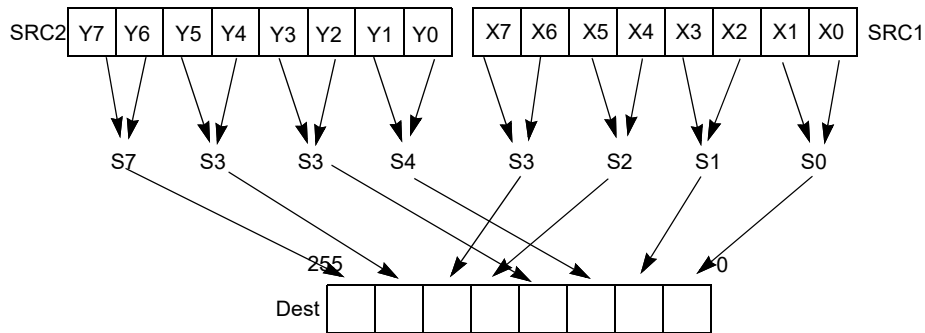 SRC2 Y7 Y6 Y5 Y4 Y3 Y2 Y1 Y0 X7 X6 X5 X4 X3 X2 X1 X0 SRC1
S7 S3 S3 S4 S3 S2 S1 S0
255 0
Dest